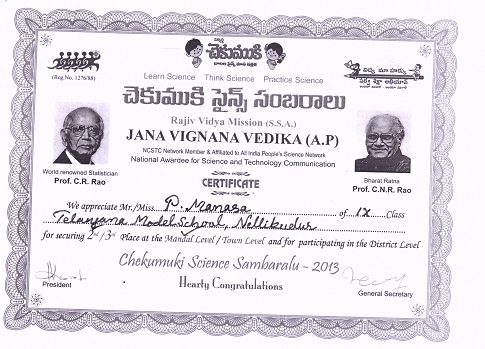 చెకుముకి
(Reg.No. 1276/88)
Learn Science Think Science Practice Science
చెకుముకి సైన్స్ సంబరాలు
Rajiv Vidya Mission (S.S.A.)
JANA VIGNANA VEDIKA (A.P)
NCSTC Network Member & Affiliated to All India People's Science Network
National Awardee for Science and Technology Communication
World renowned Statistician
Prof. C.R. Rao
Bharat Ratna
Prof. C.N.R. Rao
CERTIFICATE
We appreciate Mr./Miss. P. Manasa of IX Class
Telangana Model School, Nellikudur
for securing 2nd/3rd Place at the Mandal Level / Town Level and for participating in the District Level
Chekumuki Science Sambaralu - 2013
Hearty Congratulations
President
General Secretary